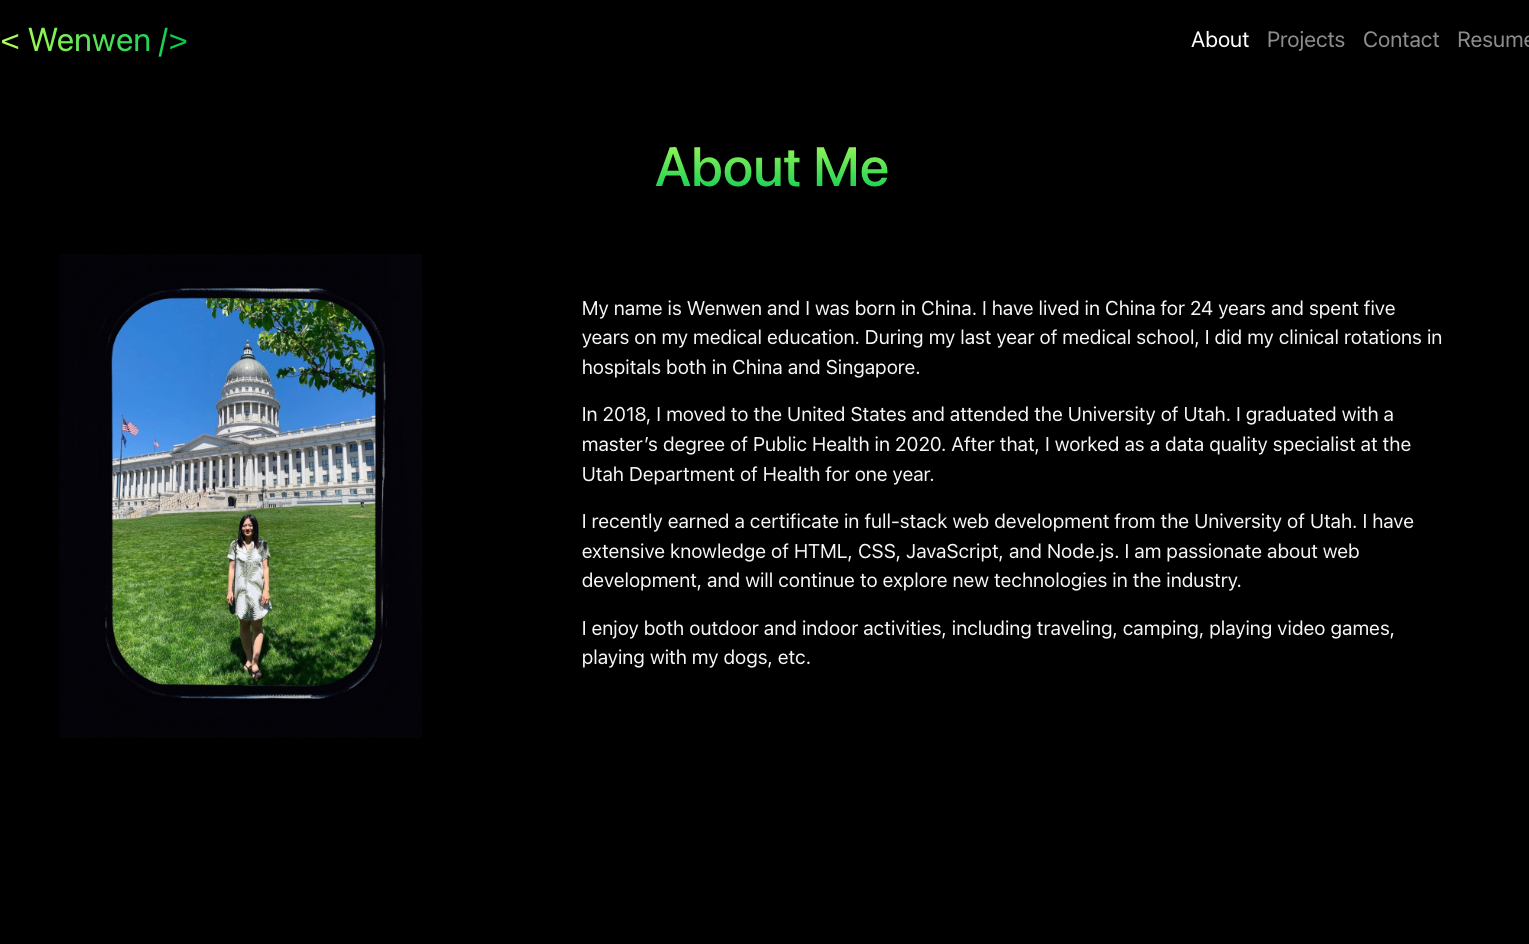 < Wenwen />
About Projects Contact Resume
About Me
My name is Wenwen and I was born in China. I have lived in China for 24 years and spent five
years on my medical education. During my last year of medical school, I did my clinical rotations in
hospitals both in China and Singapore.
In 2018, I moved to the United States and attended the University of Utah. I graduated with a
master’s degree of Public Health in 2020. After that, I worked as a data quality specialist at the
Utah Department of Health for one year.
I recently earned a certificate in full-stack web development from the University of Utah. I have
extensive knowledge of HTML, CSS, JavaScript, and Node.js. I am passionate about web
development, and will continue to explore new technologies in the industry.
I enjoy both outdoor and indoor activities, including traveling, camping, playing video games,
playing with my dogs, etc.